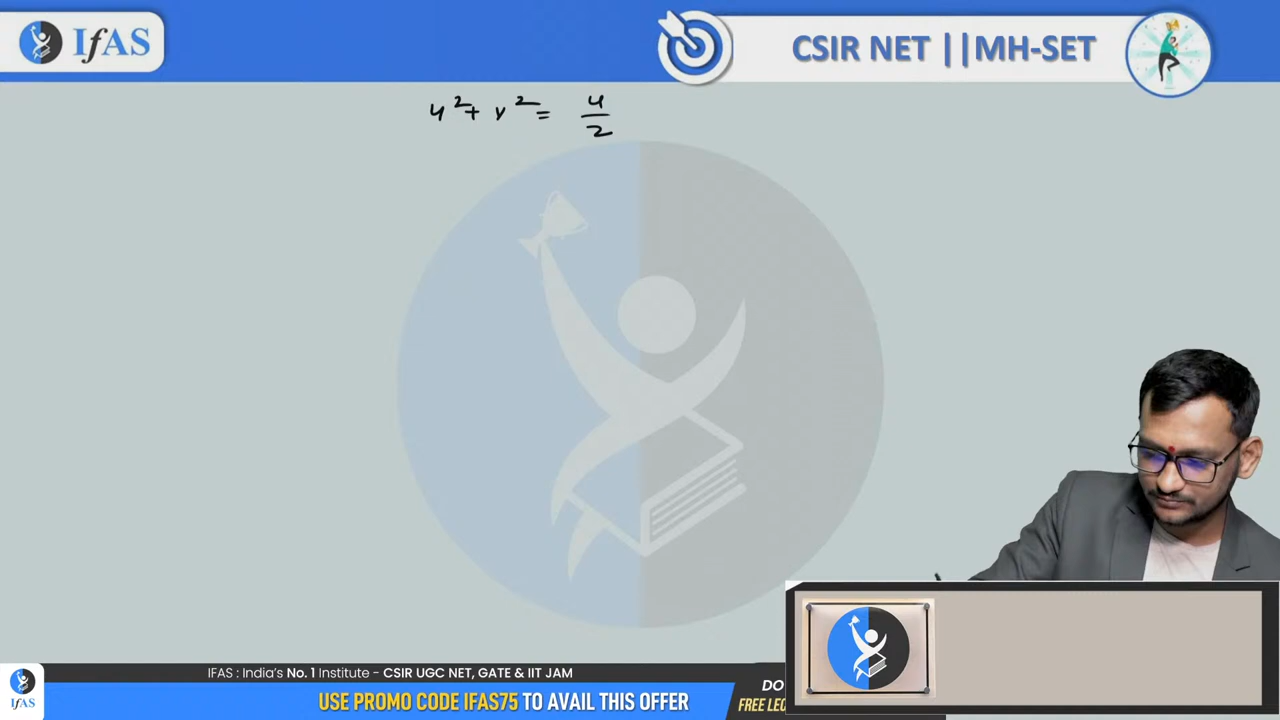 IfAS
CSIR NET ||MH-SET
u² + v² = u/2
IFAS : India's No. 1 Institute - CSIR UGC NET, GATE & IIT JAM
USE PROMO CODE IFAS75 TO AVAIL THIS OFFER
DO
FREE LEC
IfAS